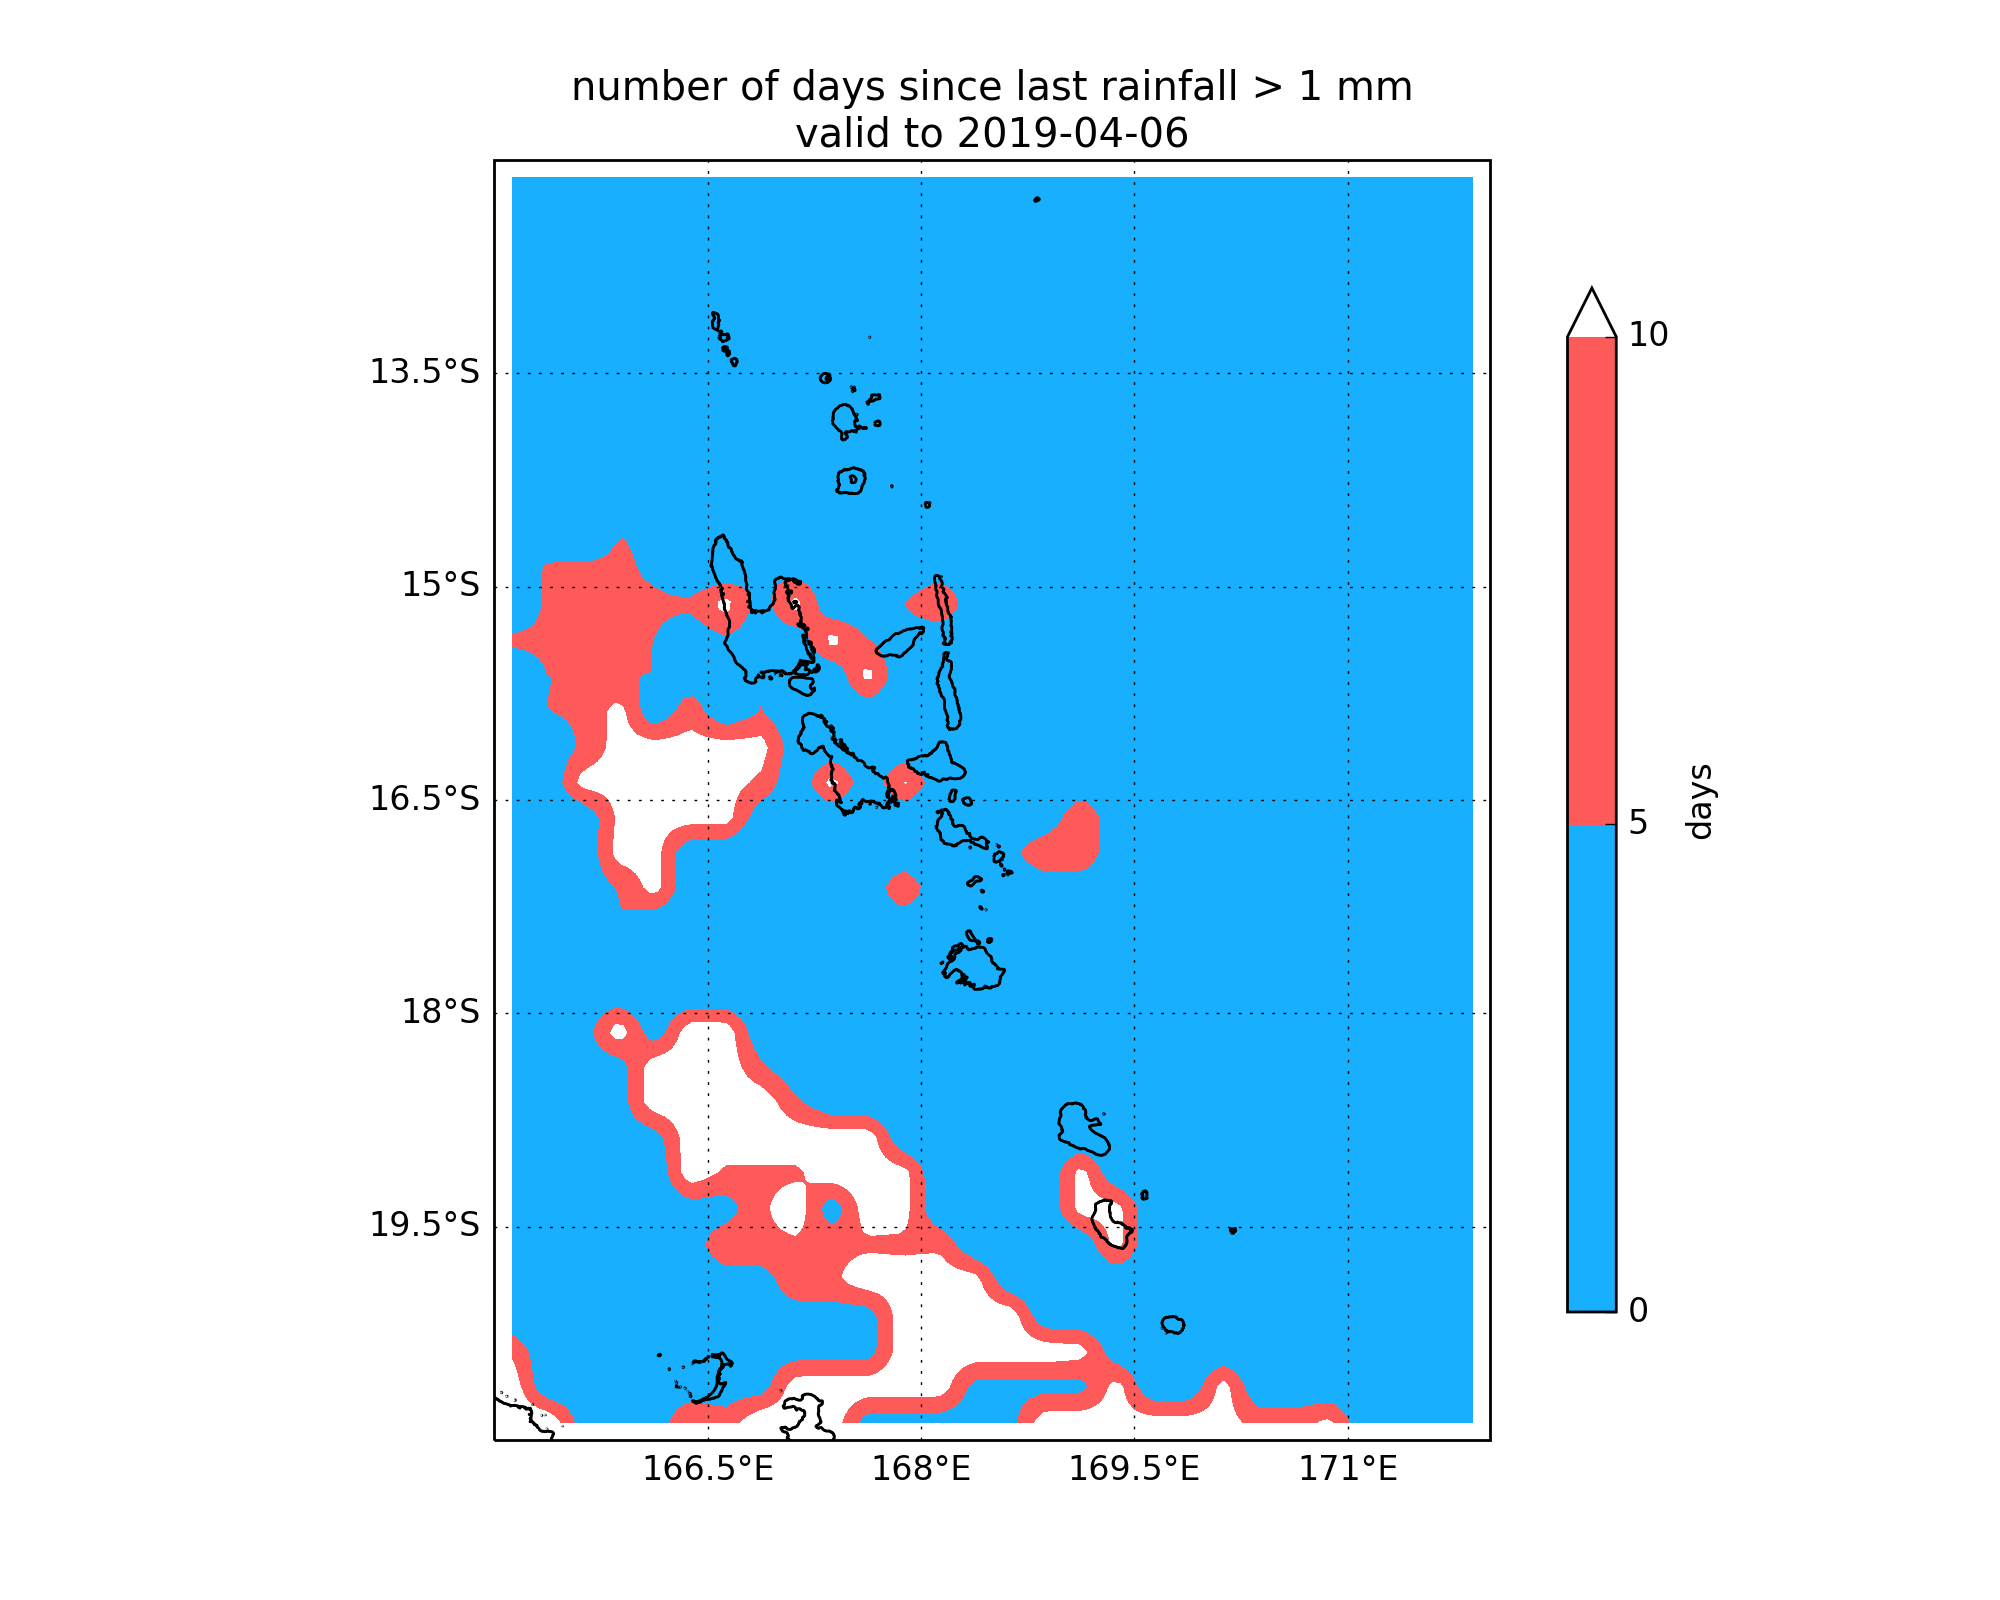 number of days since last rainfall > 1 mm
valid to 2019-04-06
13.5°S
15°S
16.5°S
18°S
19.5°S
166.5°E
168°E
169.5°E
171°E
10
5
0
days